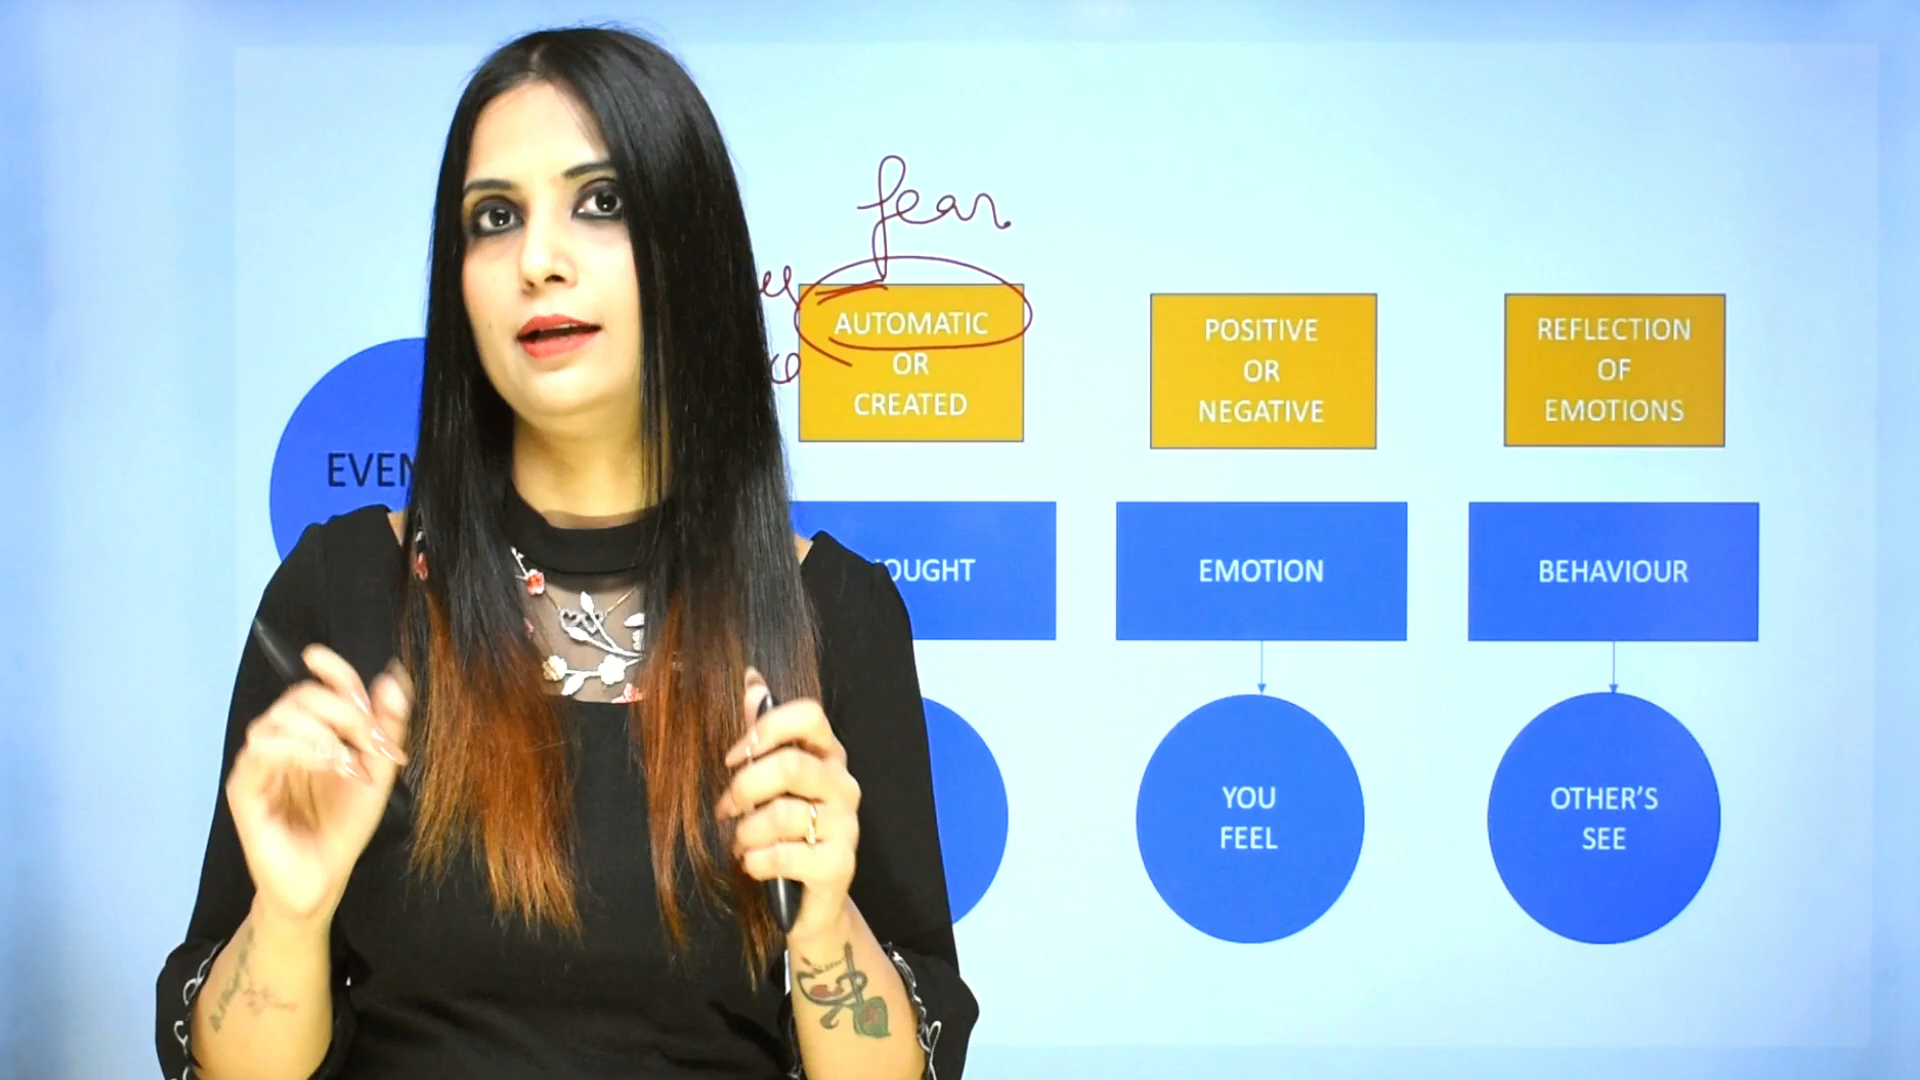 fear
AUTOMATIC
OR
CREATED
POSITIVE
OR
NEGATIVE
REFLECTION
OF
EMOTIONS
EVEN
OUGHT
EMOTION
BEHAVIOUR
YOU
FEEL
OTHER'S
SEE